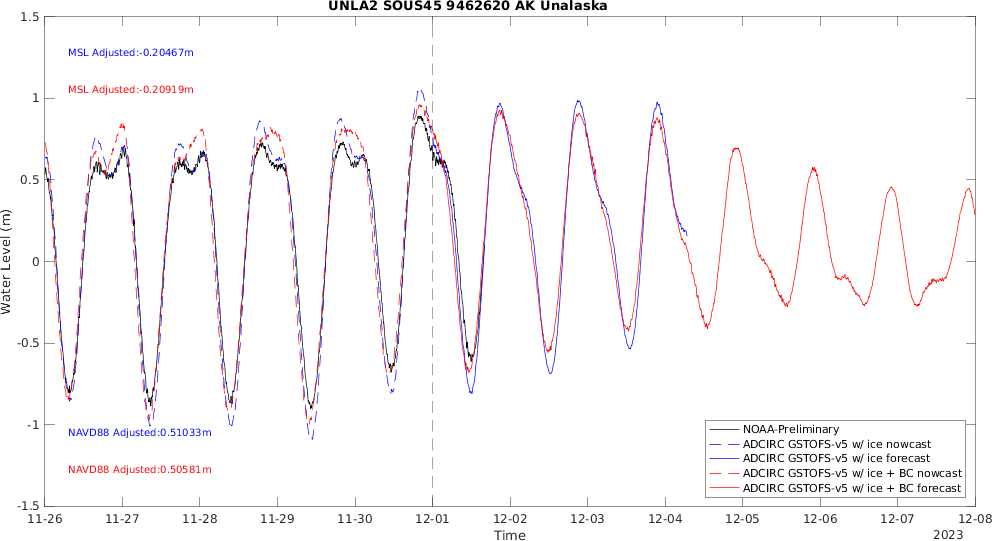 UNLA2 SOUS45 9462620 AK Unalaska
1.5
1
0.5
0
-0.5
-1
-1.5
Water Level (m)
MSL Adjusted:-0.20467m
MSL Adjusted:-0.20919m
NAVD88 Adjusted:0.51033m
NAVD88 Adjusted:0.50581m
NOAA-Preliminary
ADCIRC GSTOFS-v5 w/ ice nowcast
ADCIRC GSTOFS-v5 w/ ice forecast
ADCIRC GSTOFS-v5 w/ ice + BC nowcast
ADCIRC GSTOFS-v5 w/ ice + BC forecast
11-26 11-27 11-28 11-29 11-30 12-01 12-02 12-03 12-04 12-05 12-06 12-07 12-08
Time
2023